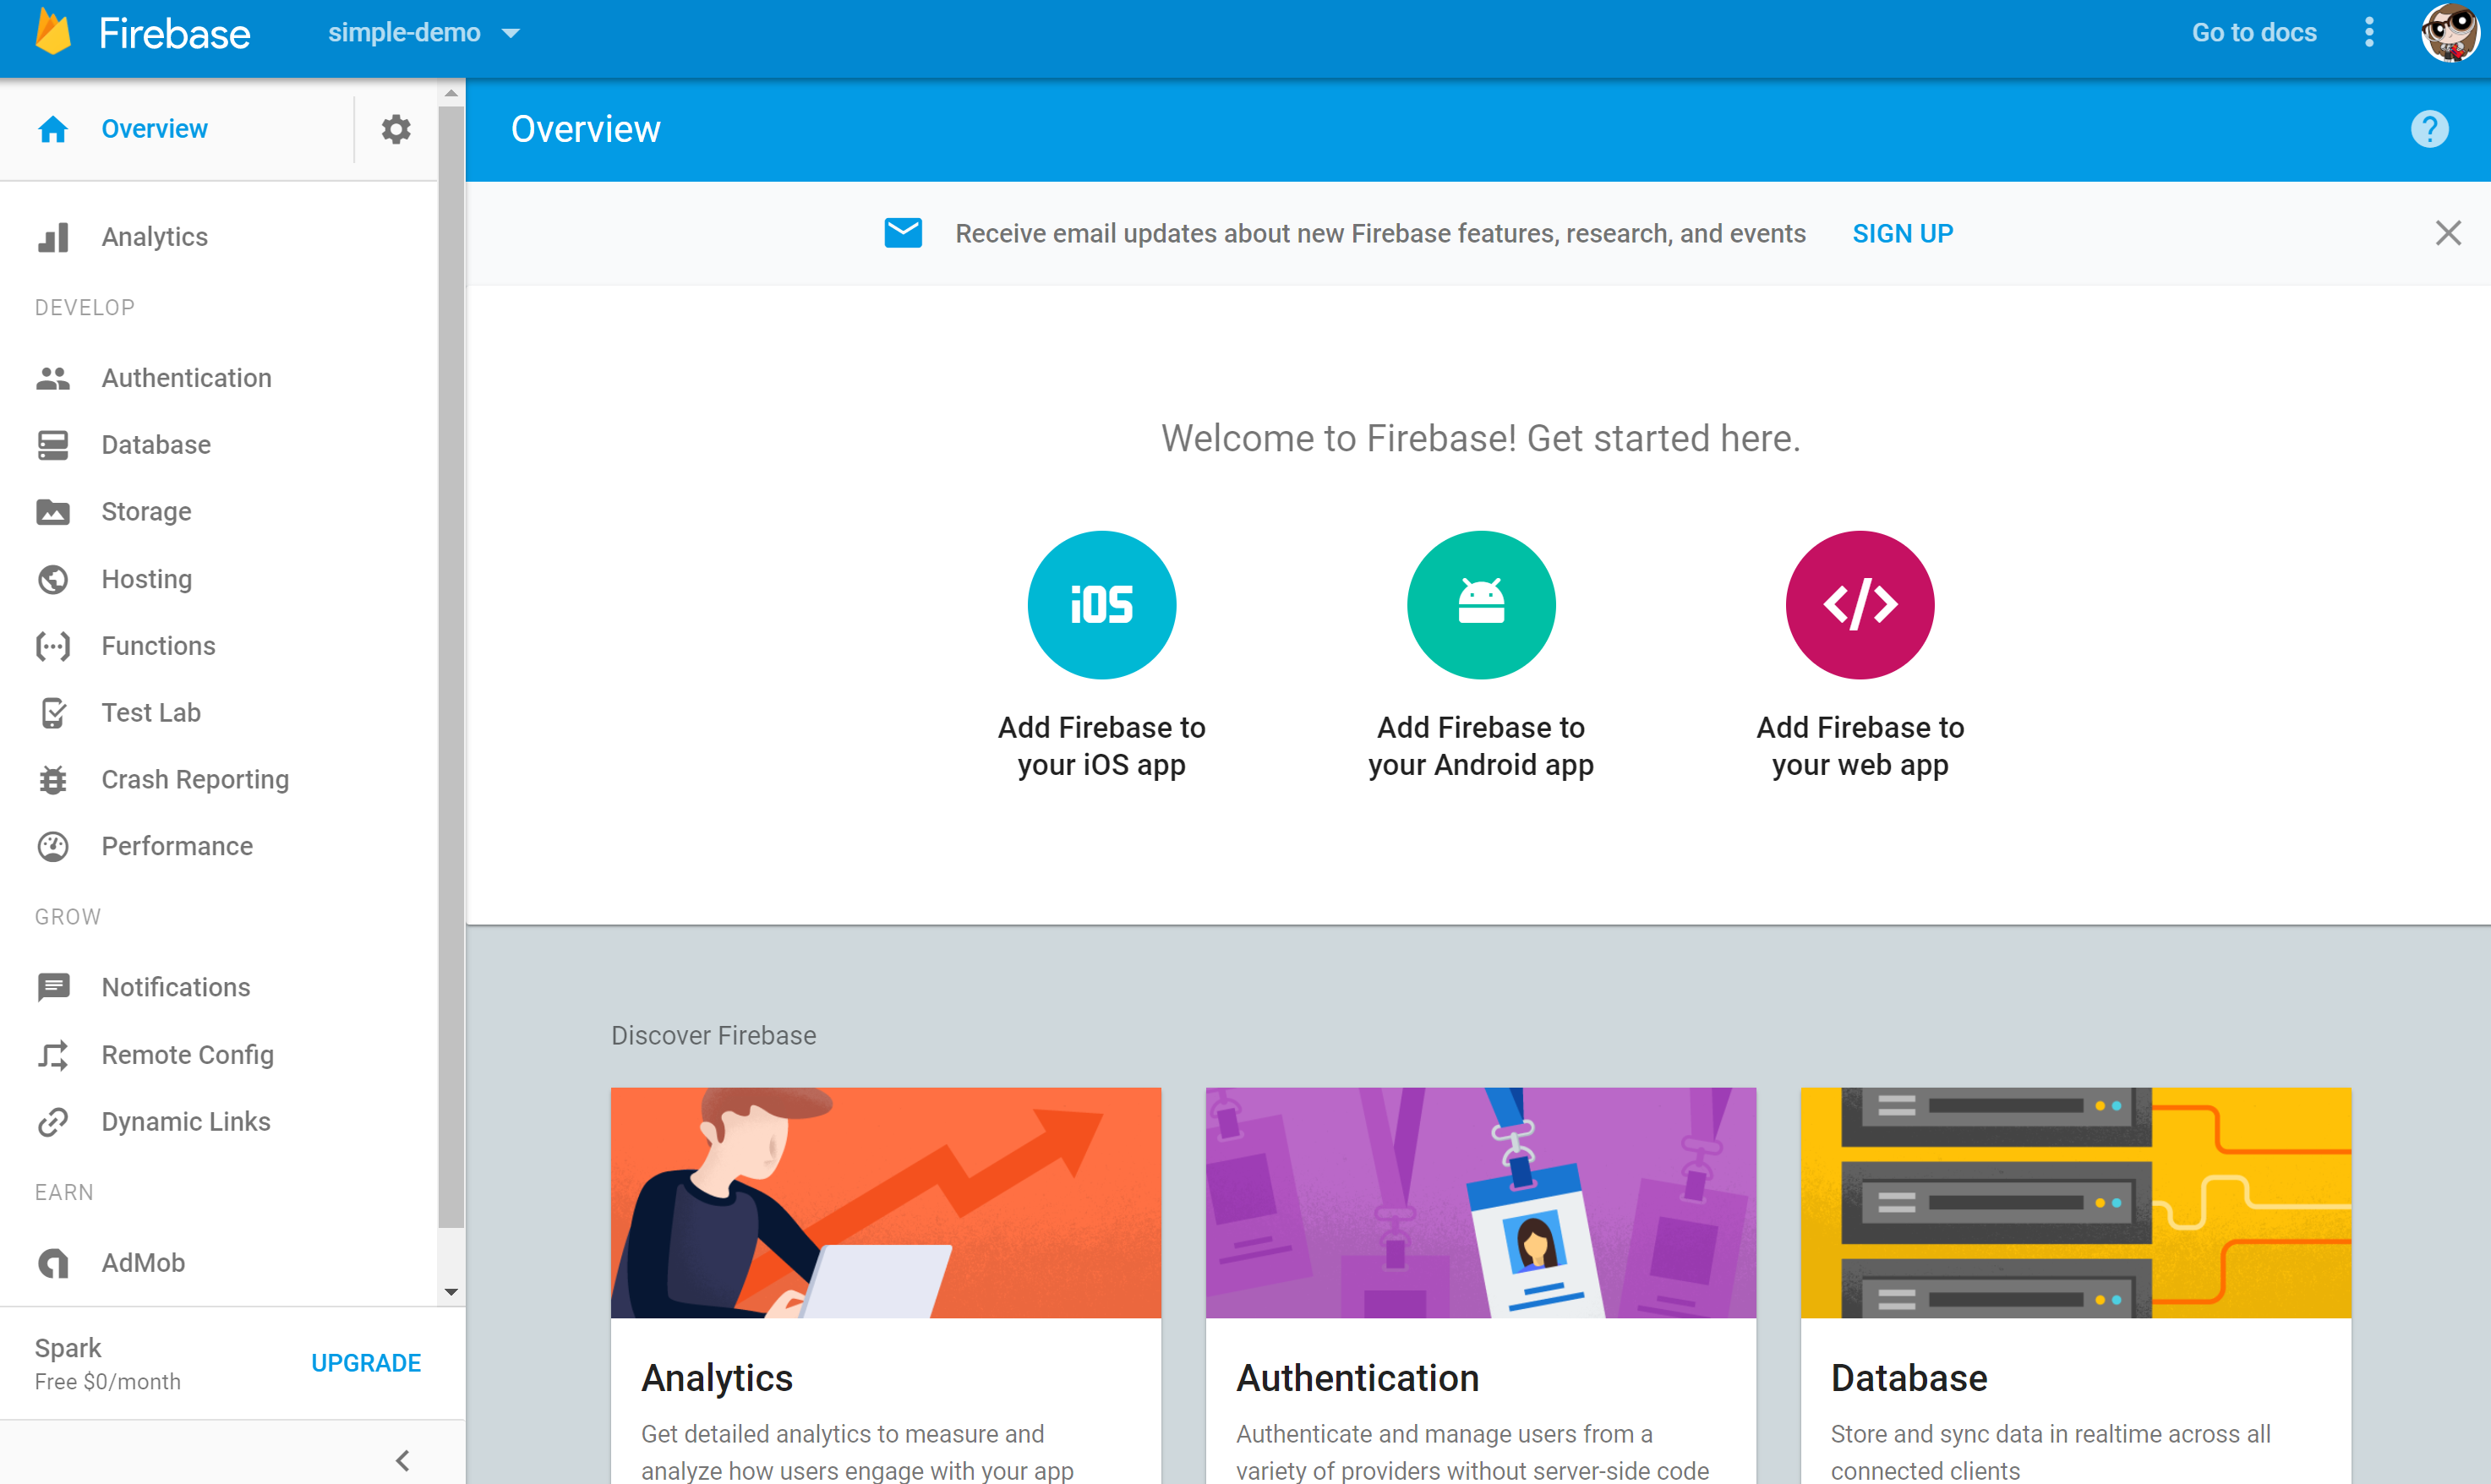 Firebase
simple-demo
Go to docs
Overview
Overview
Receive email updates about new Firebase features, research, and events SIGN UP
Analytics
DEVELOP
Authentication
Database
Storage
Hosting
Functions
Test Lab
Crash Reporting
Performance
GROW
Notifications
Remote Config
Dynamic Links
EARN
AdMob
Spark
Free $0/month
UPGRADE
Welcome to Firebase! Get started here.
iOS
Add Firebase to
your iOS app
Add Firebase to
your Android app
</>
Add Firebase to
your web app
Discover Firebase
Analytics
Get detailed analytics to measure and
analyze how users engage with your app
Authentication
Authenticate and manage users from a
variety of providers without server-side code
Database
Store and sync data in realtime across all
connected clients